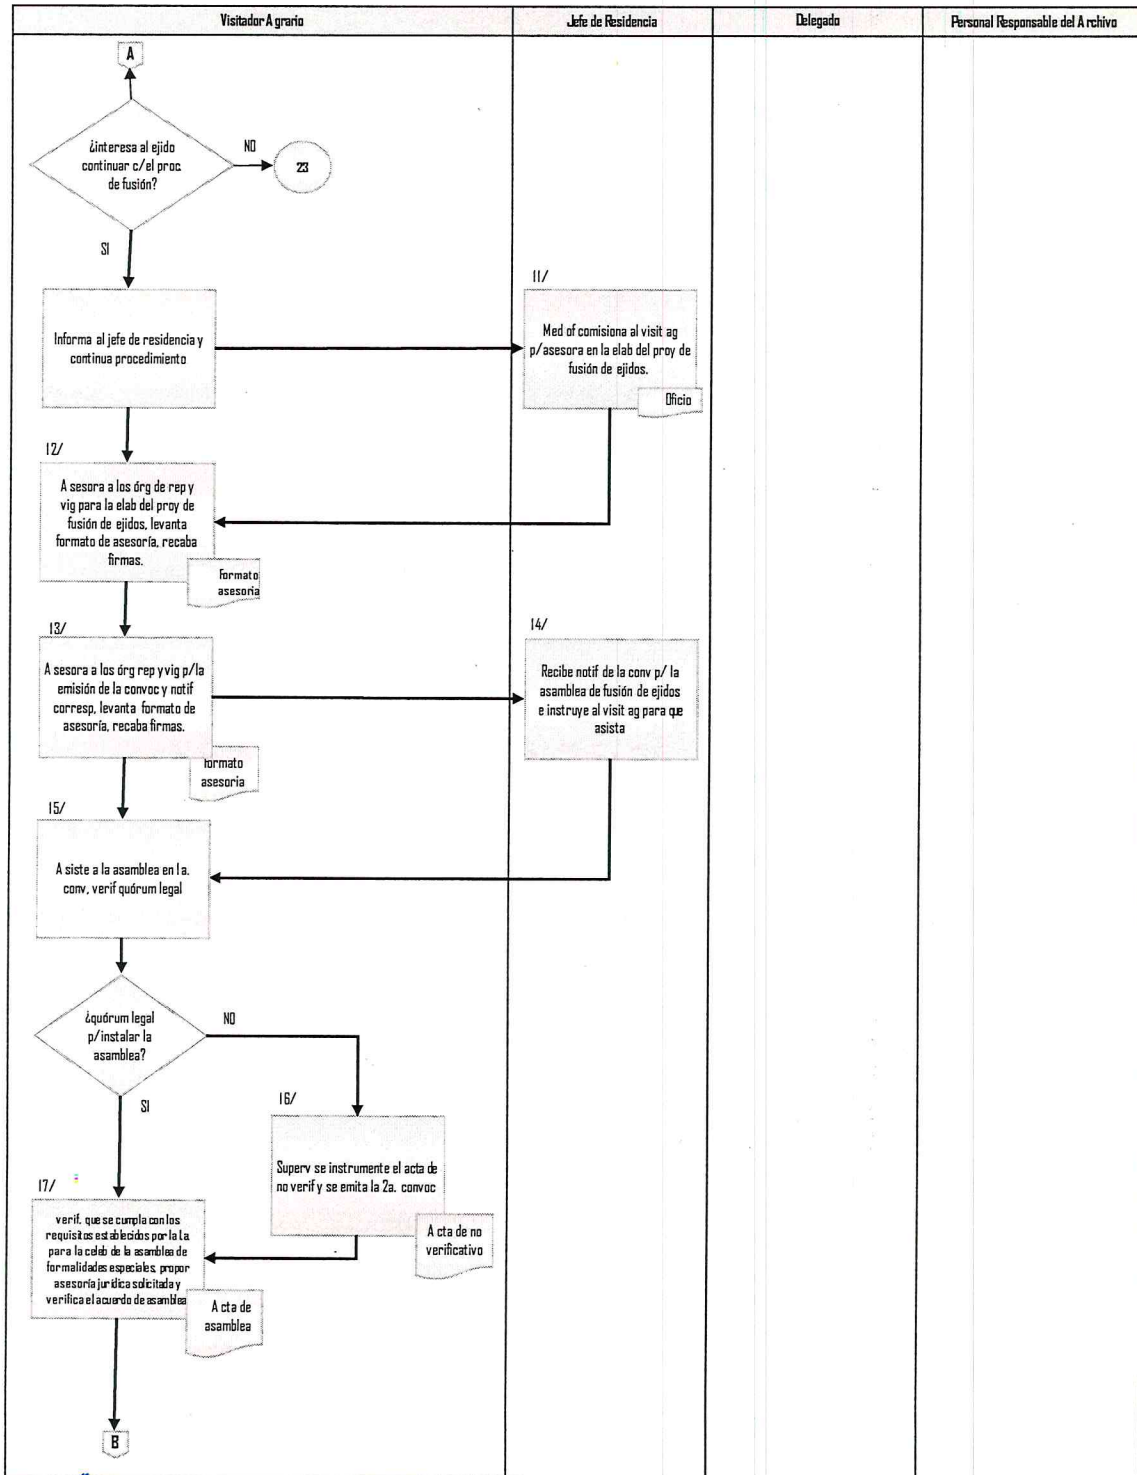 Visitador Agrario
Jefe de Residencia
Delegado
Personal Responsable del Archivo
A
¿interesa al ejido
continuar c/el proc.
de fusión?
NO
23
SI
Informa al jefe de residencia y
continua procedimiento
11/
Med of comisiona al visit ag
p/asesora en la elab del proy de
fusión de ejidos.
Oficio
12/
Asesora a los órg de rep y
vig para la elab del proy de
fusión de ejidos, levanta
formato de asesoría, recaba
firmas.
Formato
asesoria
13/
Asesora a los órg rep y vig p/la
emisión de la convoc y notif
corresp, levanta formato de
asesoría, recaba firmas.
formato
asesoria
14/
Recibe notif de la conv p/ la
asamblea de fusión de ejidos
e instruye al visit ag para que
asista
15/
Asiste a la asamblea en 1a.
conv, verif quórum legal
¿quórum legal
p/instalar la
asamblea?
NO
SI
16/
Superv se instrumente el acta de
no verif y se emita la 2a. convoc
Acta de no
verificativo
17/
verif. que se cumpla con los
requisitos establecidos por la La.
para la celeb de la asamblea de
formalidades especiales, propor
asesoría jurídica solicitada y
verifica el acuerdo de asamblea
Acta de
asamblea
B